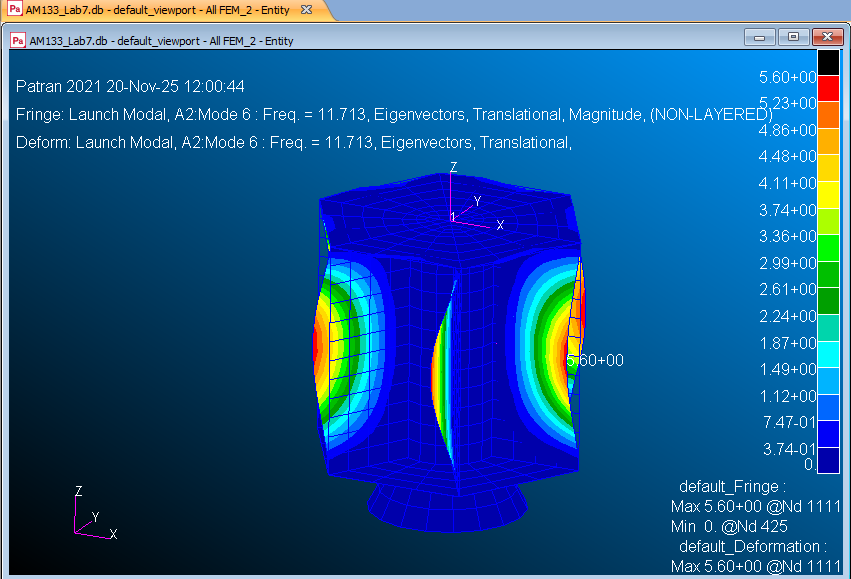 Pa AM133_Lab7.db - default_viewport - All FEM_2 - Entity
Pa AM133_Lab7.db - default_viewport - All FEM_2 - Entity
Patran 2021 20-Nov-25 12:00:44
Fringe: Launch Modal, A2:Mode 6 : Freq. = 11.713, Eigenvectors, Translational, Magnitude, (NON-LAYERED)
Deform: Launch Modal, A2:Mode 6 : Freq. = 11.713, Eigenvectors, Translational,
5.60+00
5.23+00
4.86+00
4.48+00
4.11+00
3.74+00
3.36+00
2.99+00
2.61+00
2.24+00
1.87+00
1.49+00
1.12+00
7.47-01
3.74-01
0.
Z
Y
1
X
5.60+00
Z
Y
X
default_Fringe :
Max 5.60+00 @Nd 1111
Min 0. @Nd 425
default_Deformation :
Max 5.60+00 @Nd 1111